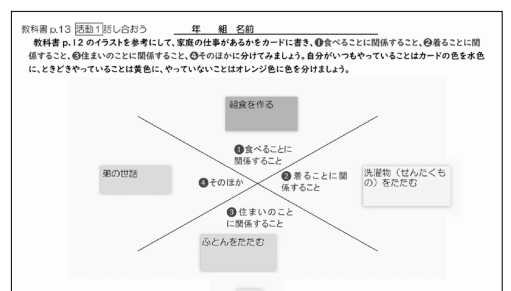 教科書p.13 活動1 話し合おう 年 組 名前
教科書 p.12 のイラストを参考にして、家庭の仕事があるかをカードに書き、❶食べることに関係すること、❷着ることに関
係すること、❸住まいのことに関係すること、❹そのほかに分けてみましょう。自分がいつもやっていることはカードの色を水色
に、ときどきやっていることは黄色に、やっていないことはオレンジ色に色を分けましょう。
朝食を作る
❶食べることに
関係すること
弟の世話
❹そのほか
❷着ることに関
係すること
洗濯物（せんたくも
の）をたたむ
❸住まいのこと
に関係すること
ふとんをたたむ